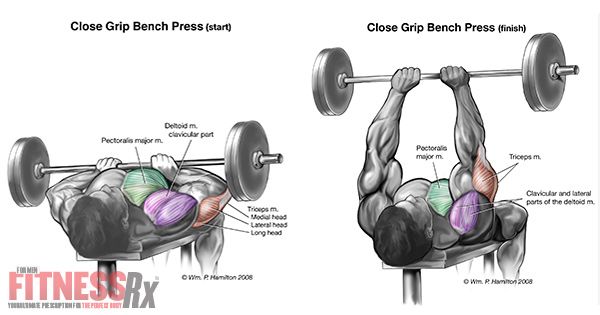 Close Grip Bench Press (start)
Deltoid m.
clavicular part
Pectoralis
major m.
Triceps m.
Medial head
Lateral head
Long head
© Wm. P. Hamilton 2008
FOR MEN
FITNESSRx
YOUR ULTIMATE PRESCRIPTION FOR THE PERFECT BODY
Close Grip Bench Press (finish)
Pectoralis
major m.
Triceps m.
Clavicular and lateral
parts of the deltoid m.
© Wm. P. Hamilton 2008